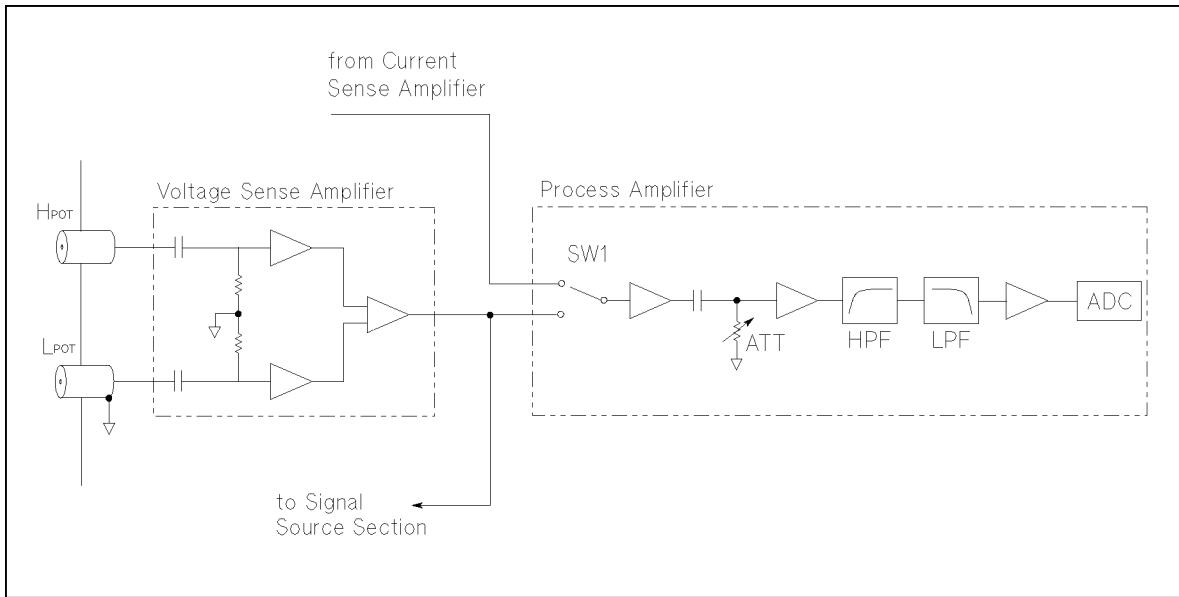 from Current
Sense Amplifier
Voltage Sense Amplifier
Process Amplifier
HPOT
SW1
LPOT
ATT
HPF
LPF
ADC
to Signal
Source Section